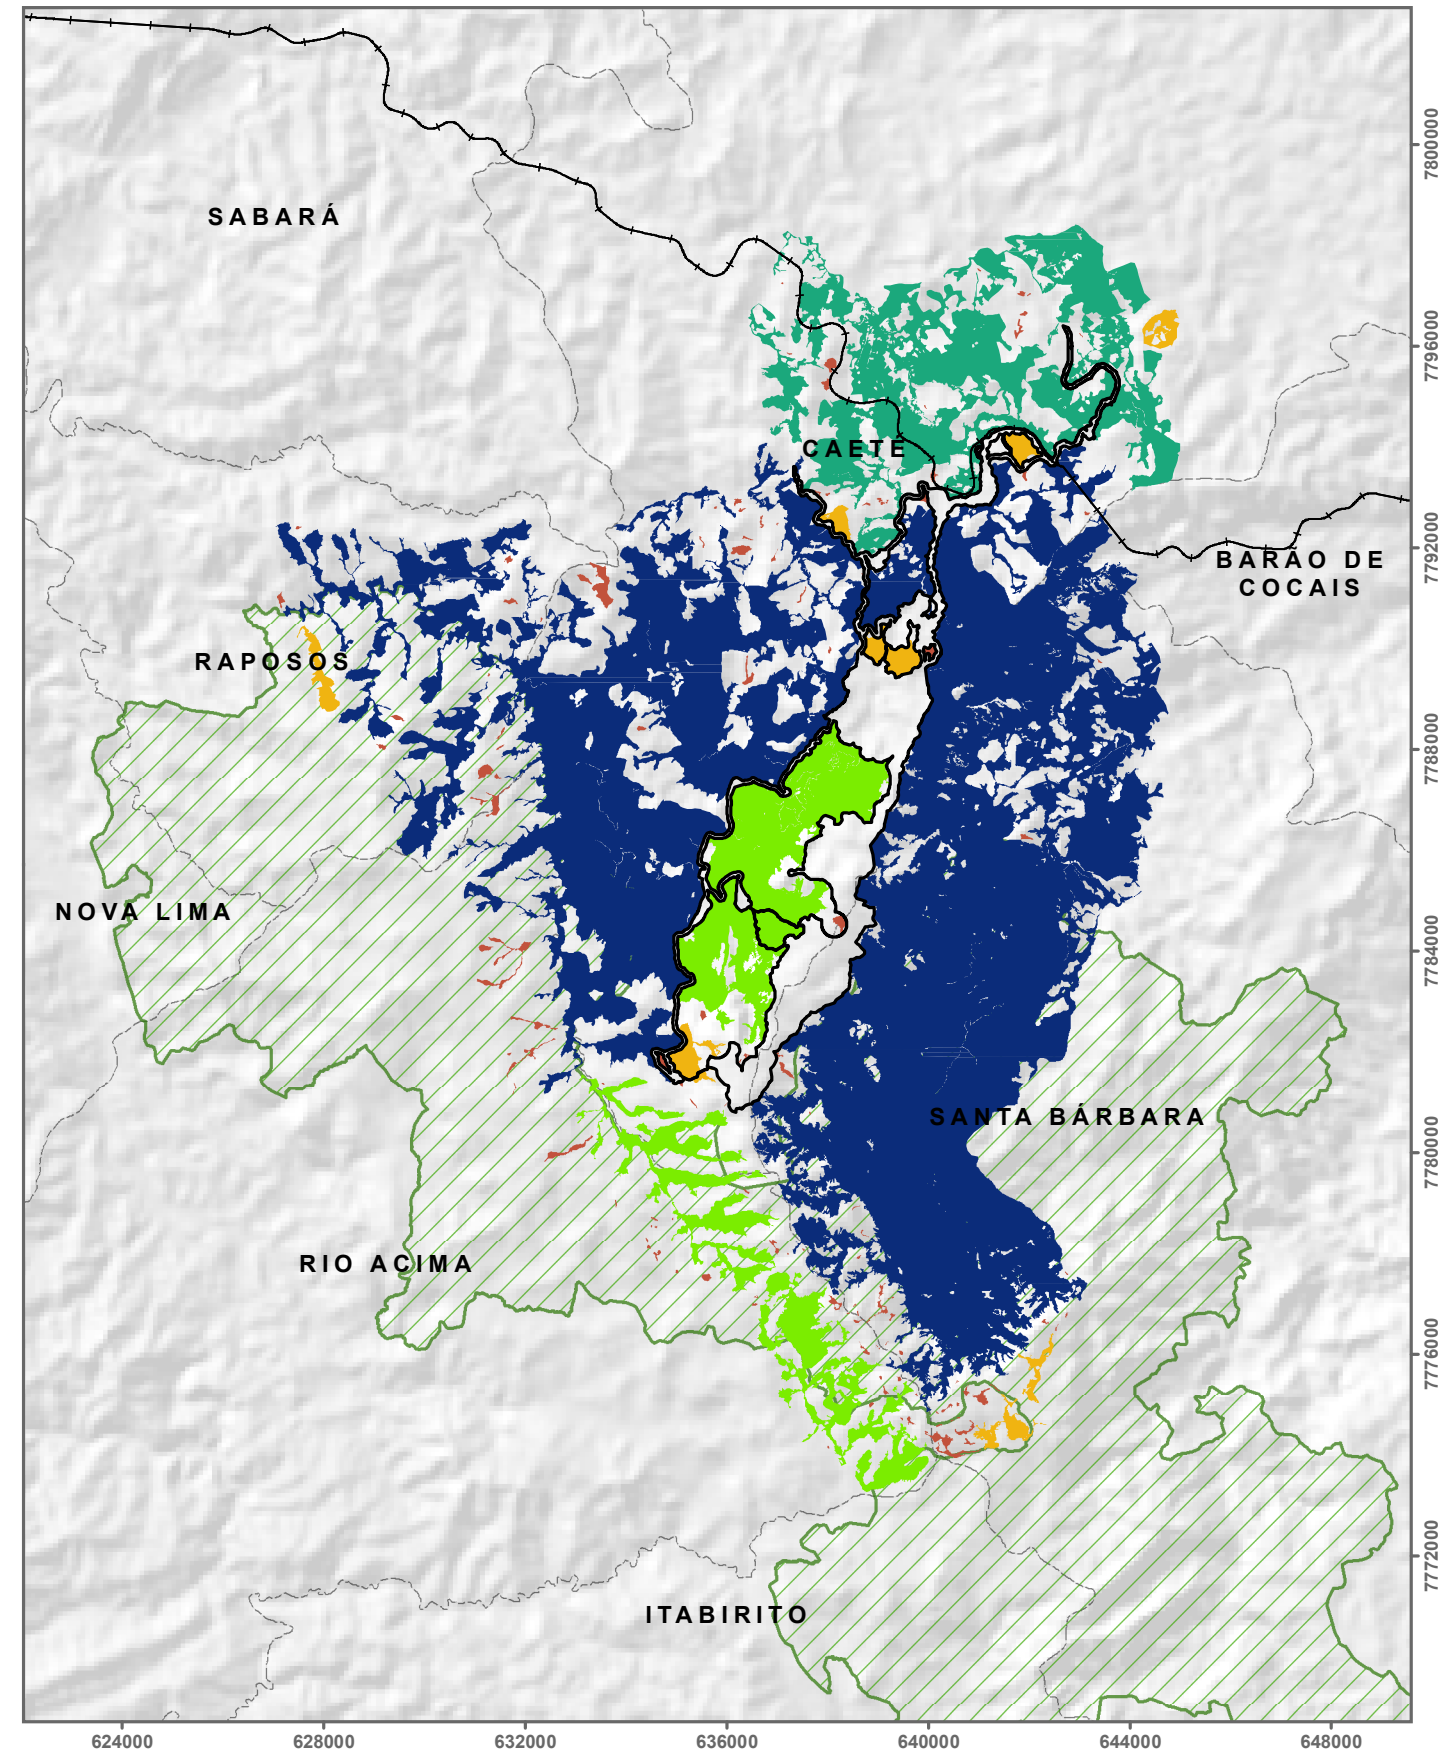 7800000
SABARÁ
7796000
CAETÉ
7792000
BARÃO DE
COCAIS
RAPOSOS
7788000
NOVA LIMA
7784000
SANTA BÁRBARA
7780000
RIO ACIMA
7776000
7772000
ITABIRITO
624000
628000
632000
636000
640000
644000
648000